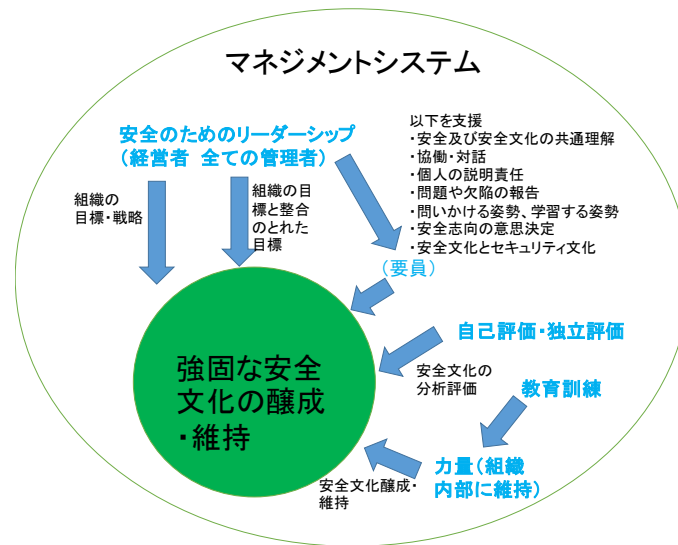 マネジメントシステム
安全のためのリーダーシップ
(経営者 全ての管理者)
組織の
目標・戦略
組織の目
標と整合
のとれた
目標
以下を支援
・安全及び安全文化の共通理解
・協働・対話
・個人の説明責任
・問題や欠陥の報告
・問いかける姿勢、学習する姿勢
・安全志向の意思決定
・安全文化とセキュリティ文化
(要員)
強固な安全
文化の醸成
・維持
自己評価・独立評価
安全文化の
分析評価
教育訓練
力量(組織
内部に維持)
安全文化醸成・
維持